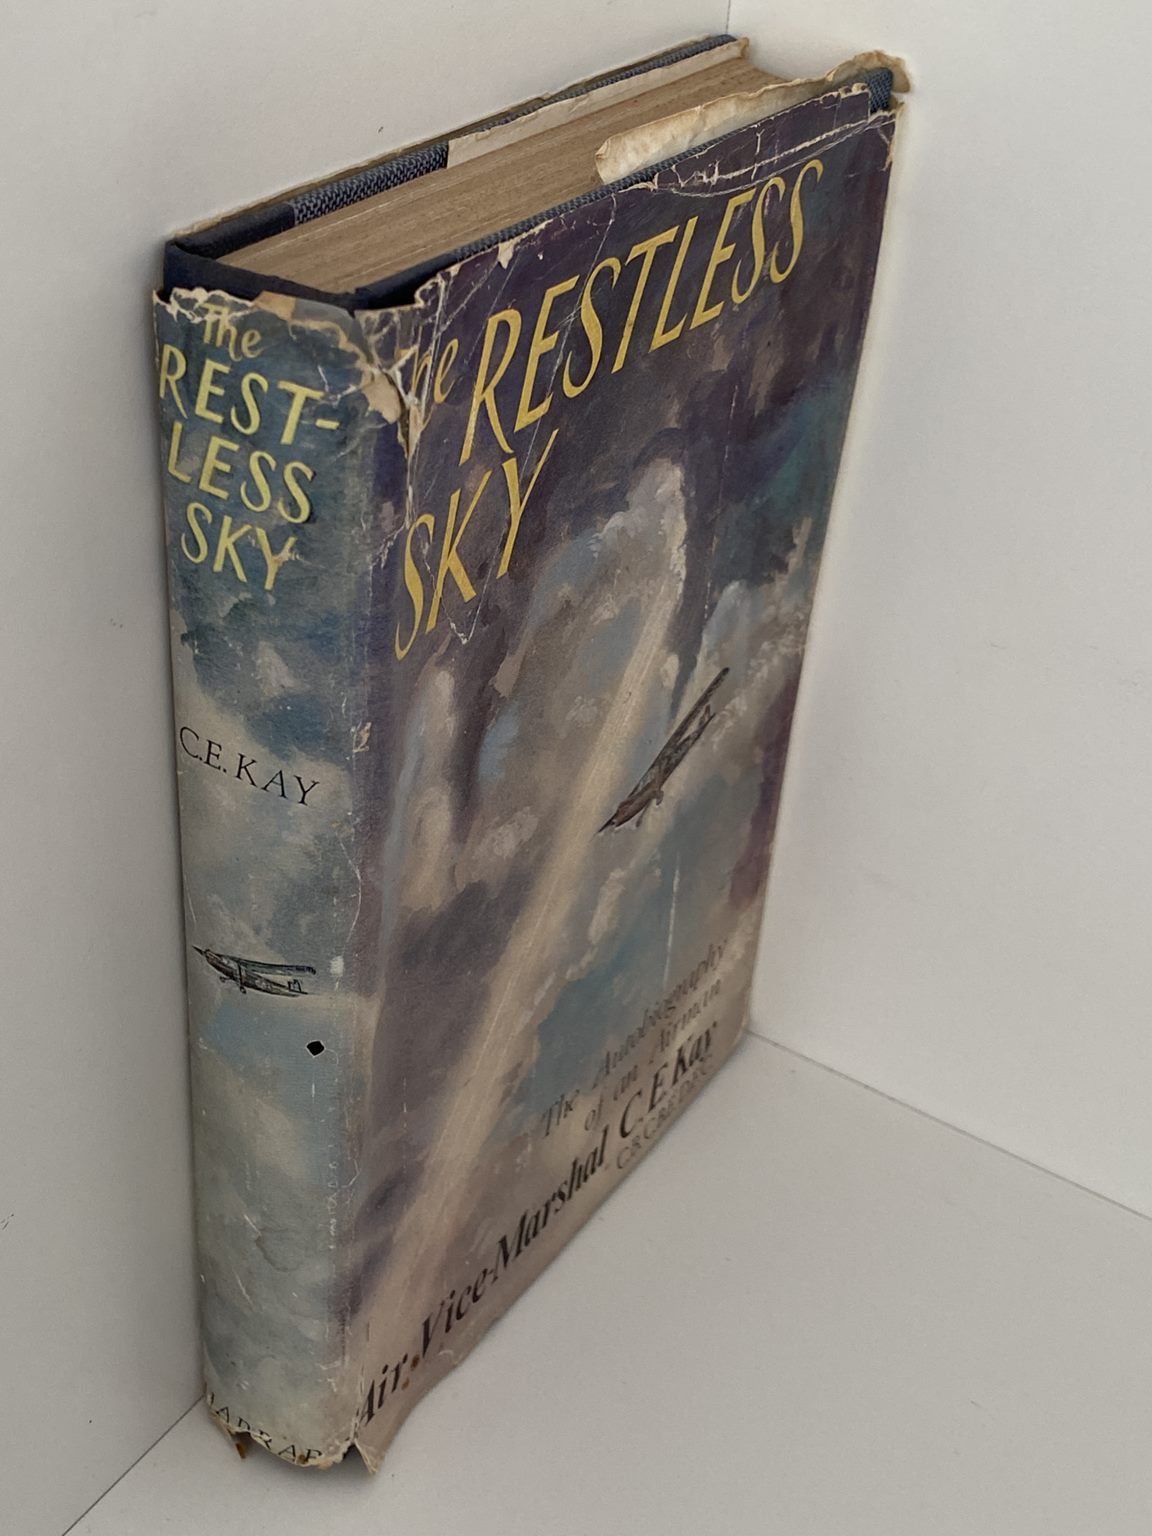 The
REST-
LESS
SKY
C.E. KAY
HARRAP
The RESTLESS
SKY
The Autobiography
of an Airman
Air Vice-Marshal C. E. Kay
C.B. C.B.E. D.F.C.